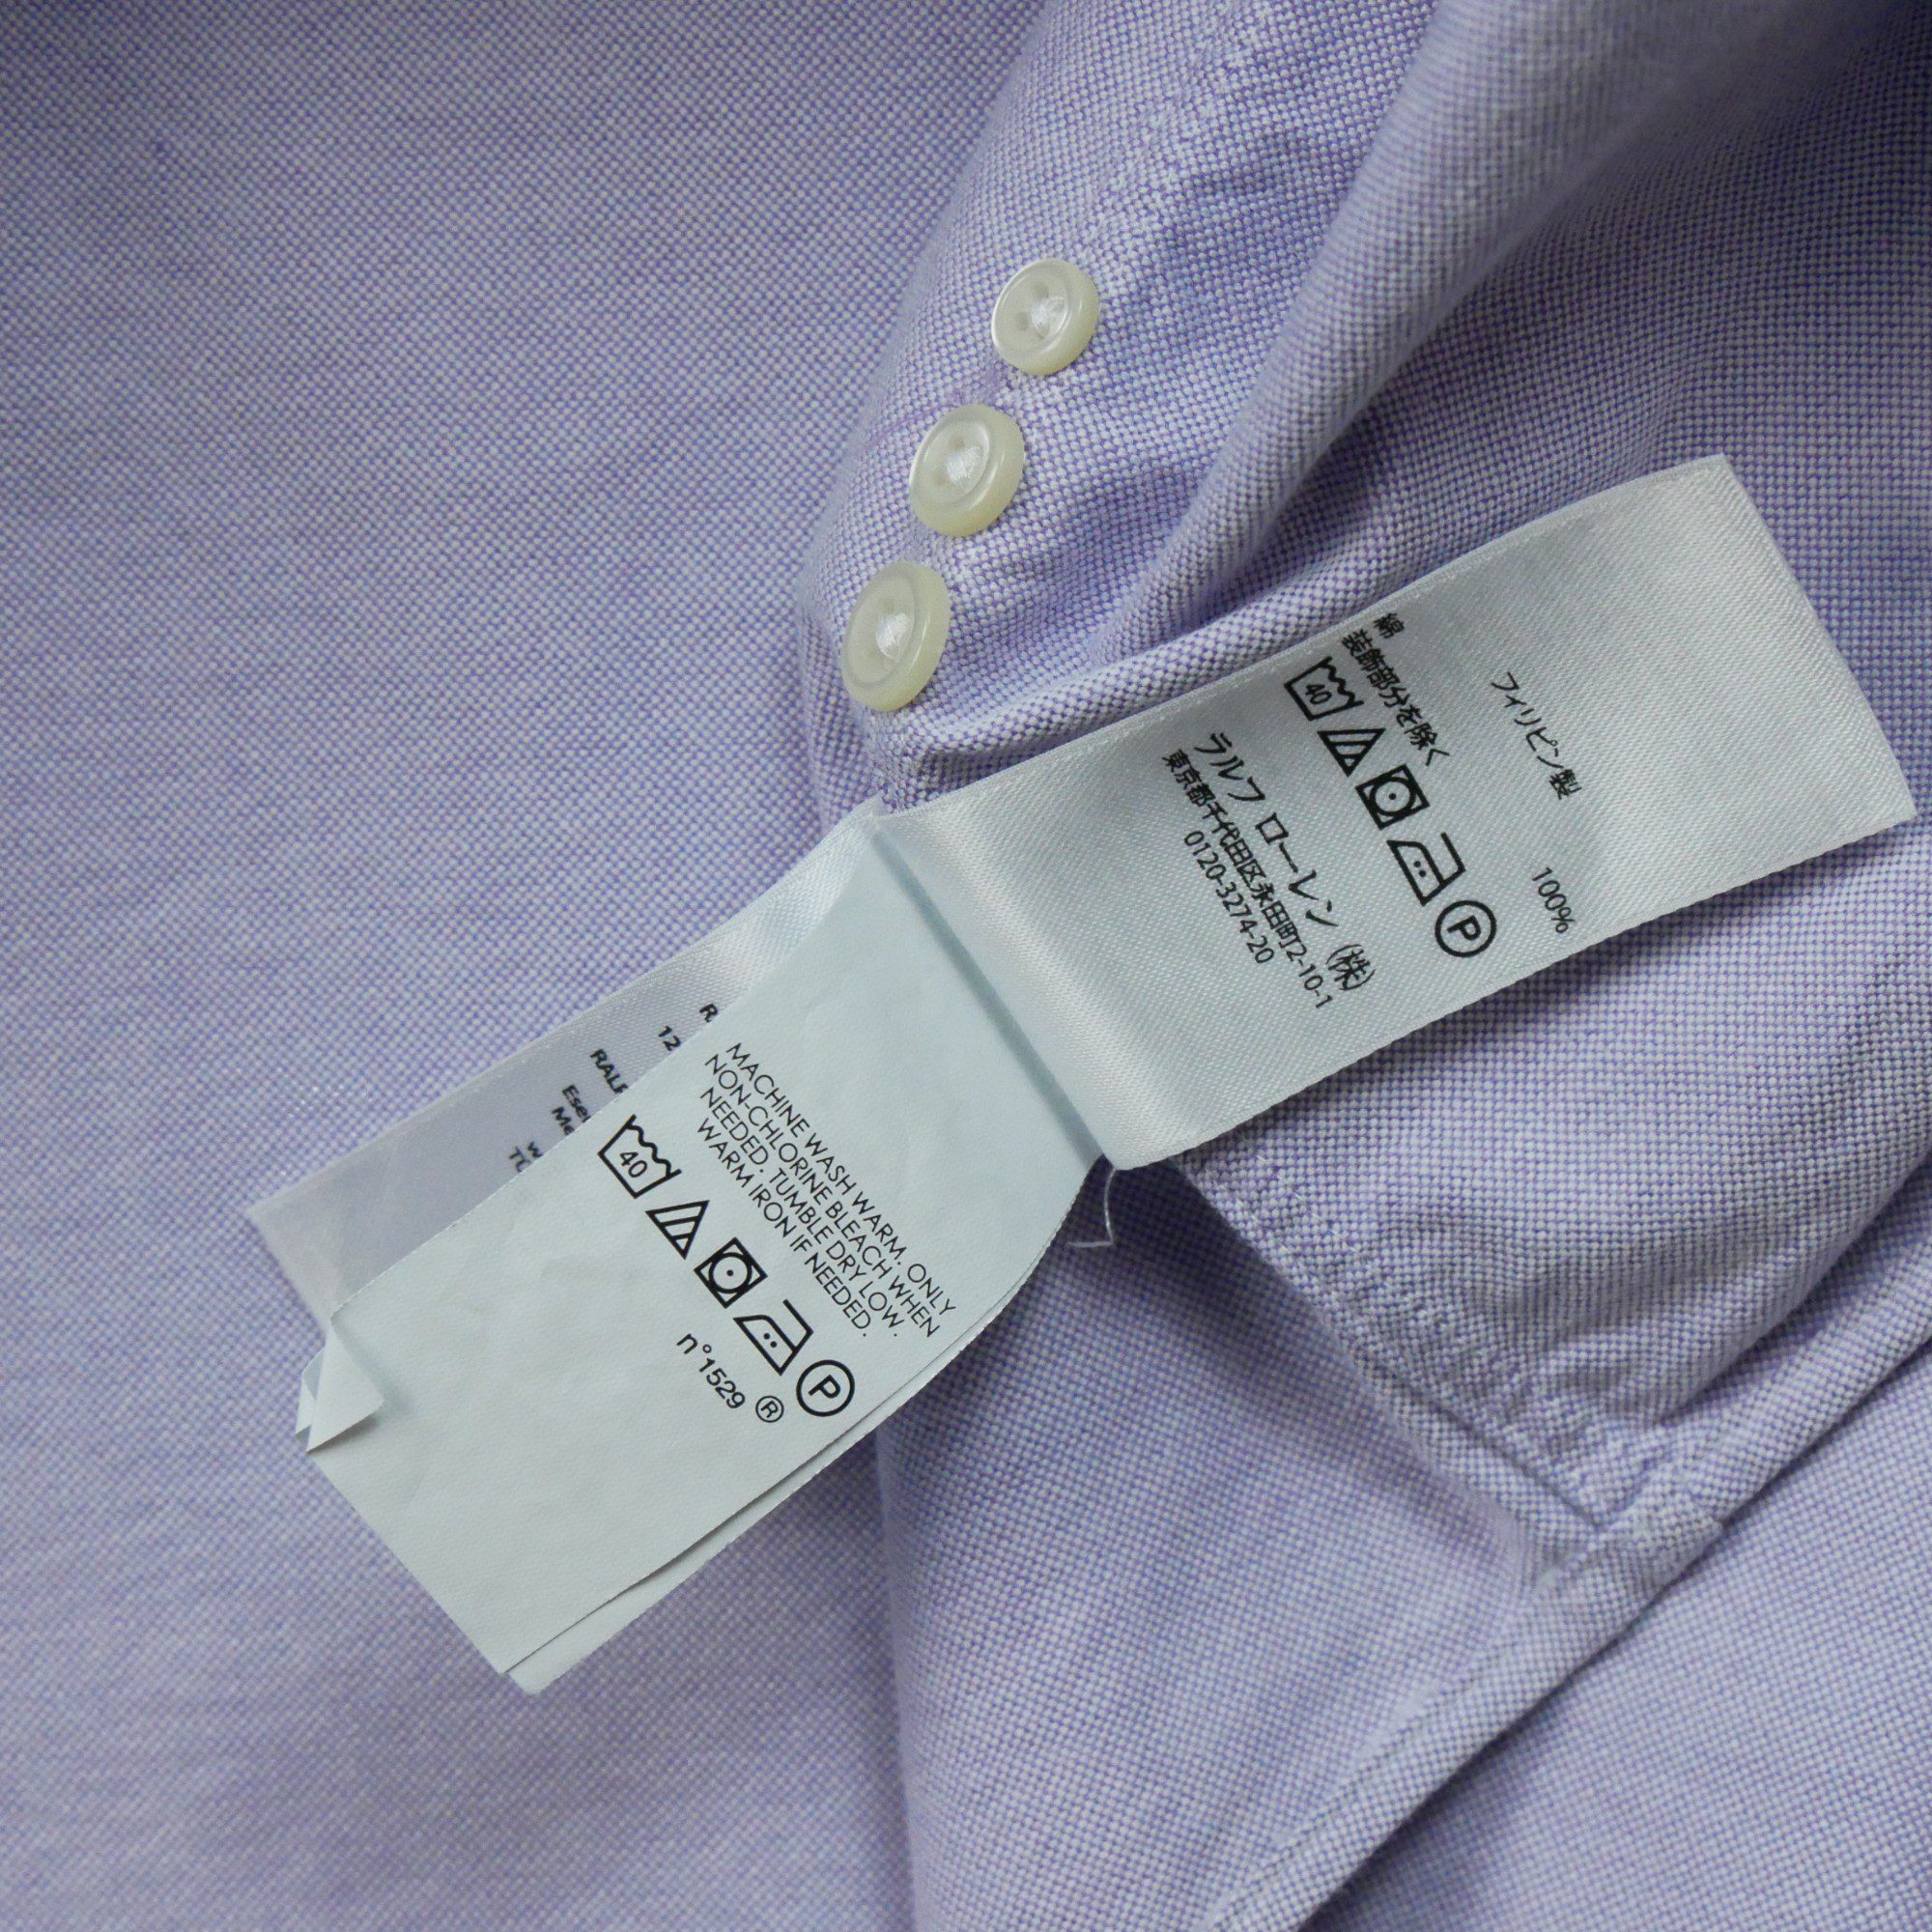 MACHINE WASH WARM. ONLY
NON-CHLORINE BLEACH WHEN
NEEDED. TUMBLE DRY LOW.
WARM IRON IF NEEDED.
40
P
n°1529 ®
フィリピン製
綿 100%
装飾部分を除く
40
P
ラルフ ローレン (株)
東京都千代田区永田町2-10-1
0120-3274-20
12